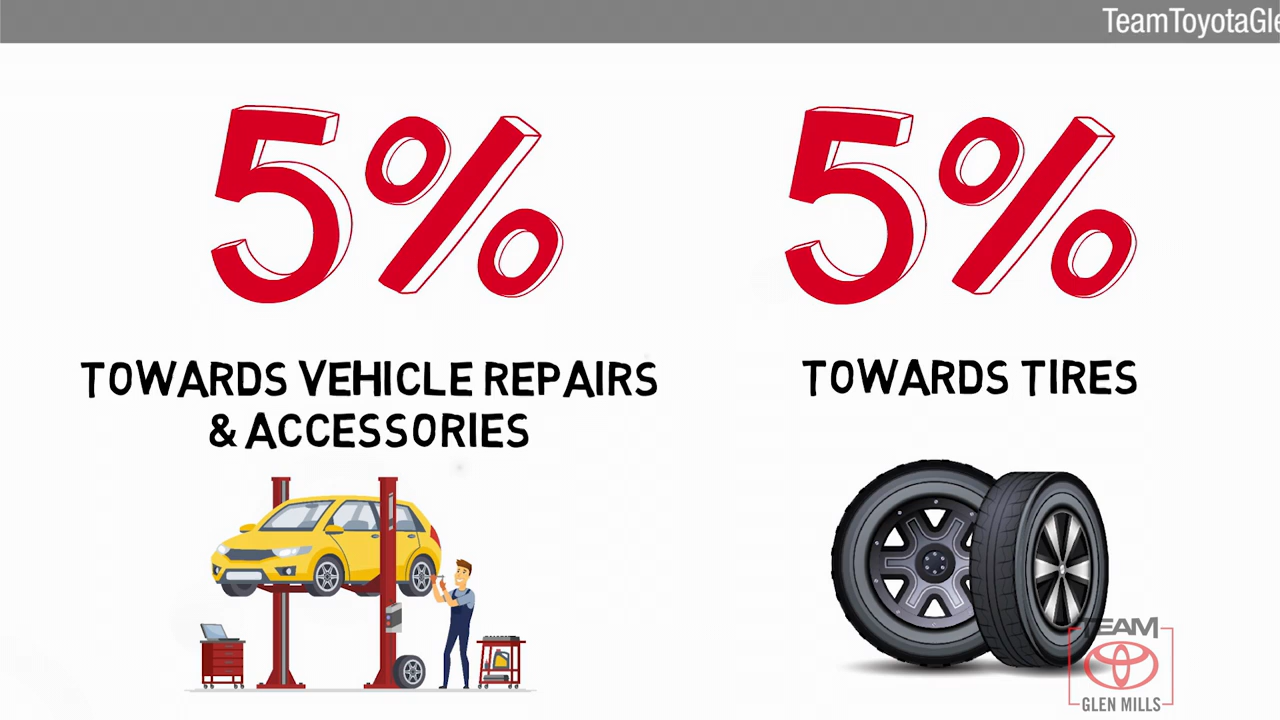 TeamToyotaGle
5%
TOWARDS VEHICLE REPAIRS
& ACCESSORIES
5%
TOWARDS TIRES
TEAM
GLEN MILLS